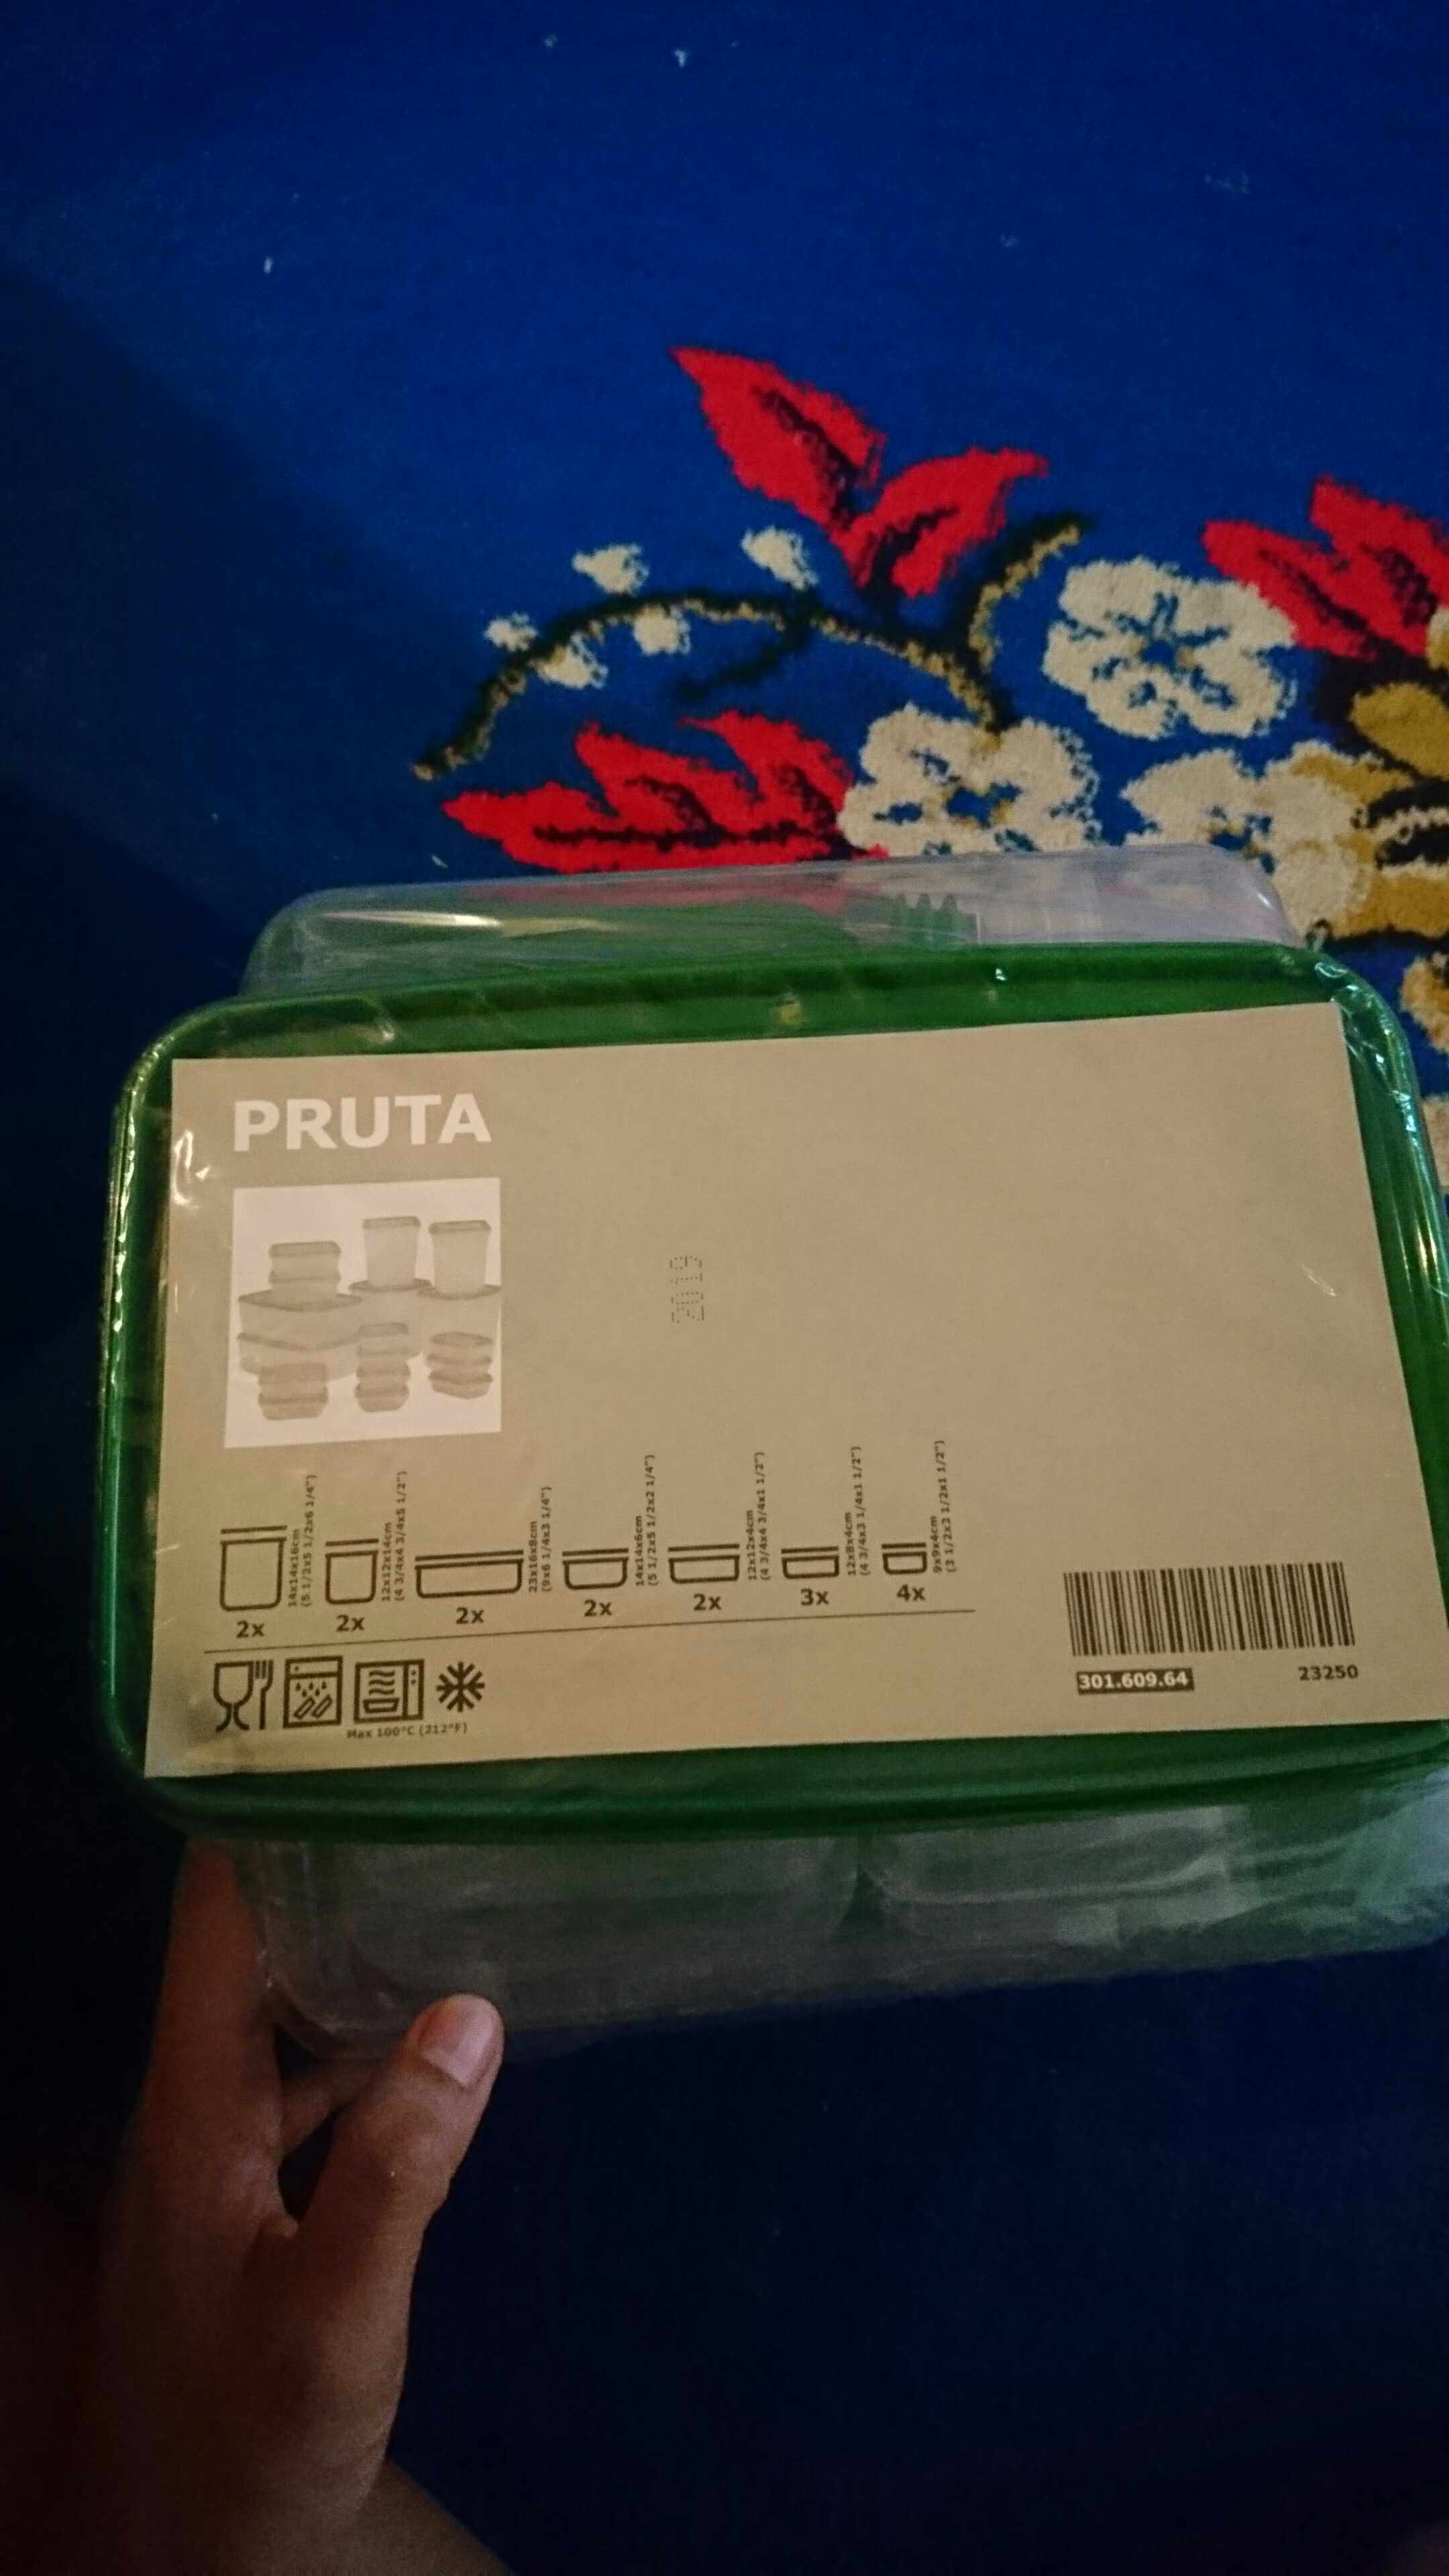 PRUTA
2019
14x14x16cm
(5 1/2x5 1/2x6 1/4")
12x12x14cm
(4 3/4x4 3/4x5 1/2")
23x16x8cm
(9x6 1/4x3 1/4")
14x14x6cm
(5 1/2x5 1/2x2 1/4")
12x12x4cm
(4 3/4x4 3/4x1 1/2")
12x8x4cm
(4 3/4x3 1/4x1 1/2")
9x9x4cm
(3 1/2x3 1/2x1 1/2")
2x 2x 2x 2x 2x 3x 4x
Max 100°C (212°F)
301.609.64 23250